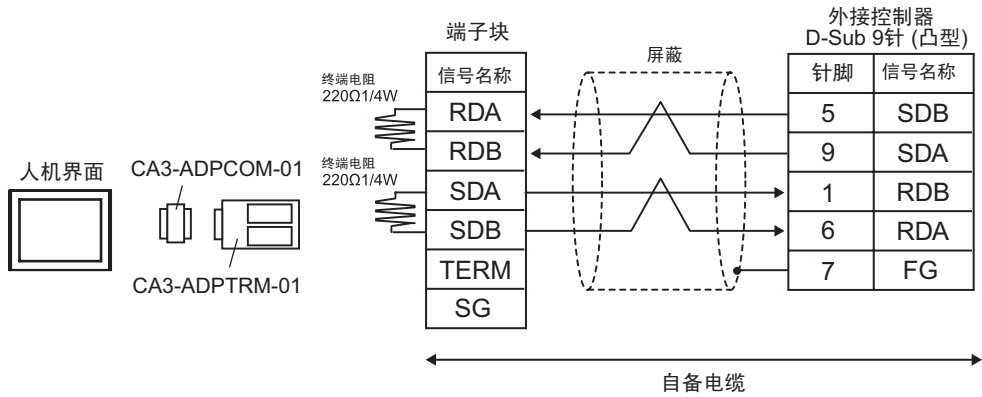 人机界面
CA3-ADPCOM-01
CA3-ADPTRM-01
终端电阻
220Ω1/4W
终端电阻
220Ω1/4W
端子块
信号名称
RDA
RDB
SDA
SDB
TERM
SG
屏蔽
外接控制器
D-Sub 9针 (凸型)
针脚 信号名称
5 SDB
9 SDA
1 RDB
6 RDA
7 FG
自备电缆